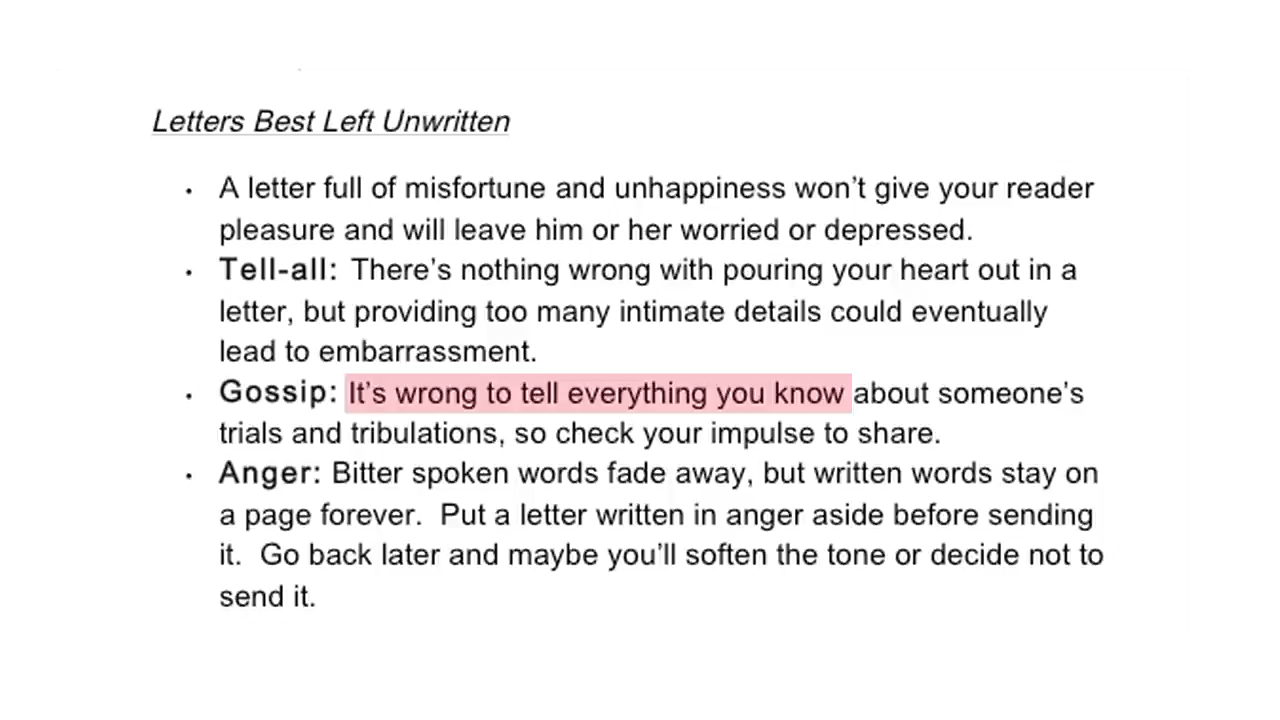 Letters Best Left Unwritten
• A letter full of misfortune and unhappiness won’t give your reader
pleasure and will leave him or her worried or depressed.
• Tell-all: There’s nothing wrong with pouring your heart out in a
letter, but providing too many intimate details could eventually
lead to embarrassment.
• Gossip: It’s wrong to tell everything you know about someone’s
trials and tribulations, so check your impulse to share.
• Anger: Bitter spoken words fade away, but written words stay on
a page forever.  Put a letter written in anger aside before sending
it.  Go back later and maybe you’ll soften the tone or decide not to
send it.